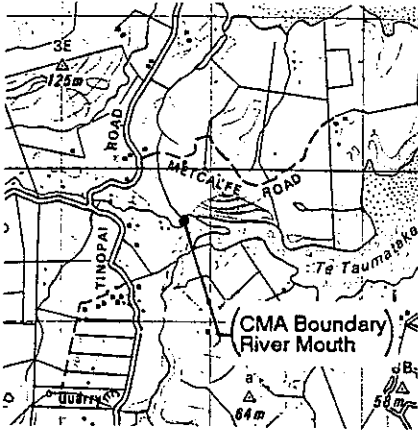 3E
125m
ROAD
METCALFE ROAD
TINOPAI
Te Taumataka
(CMA Boundary
River Mouth)
Quarry
a
64m
58m